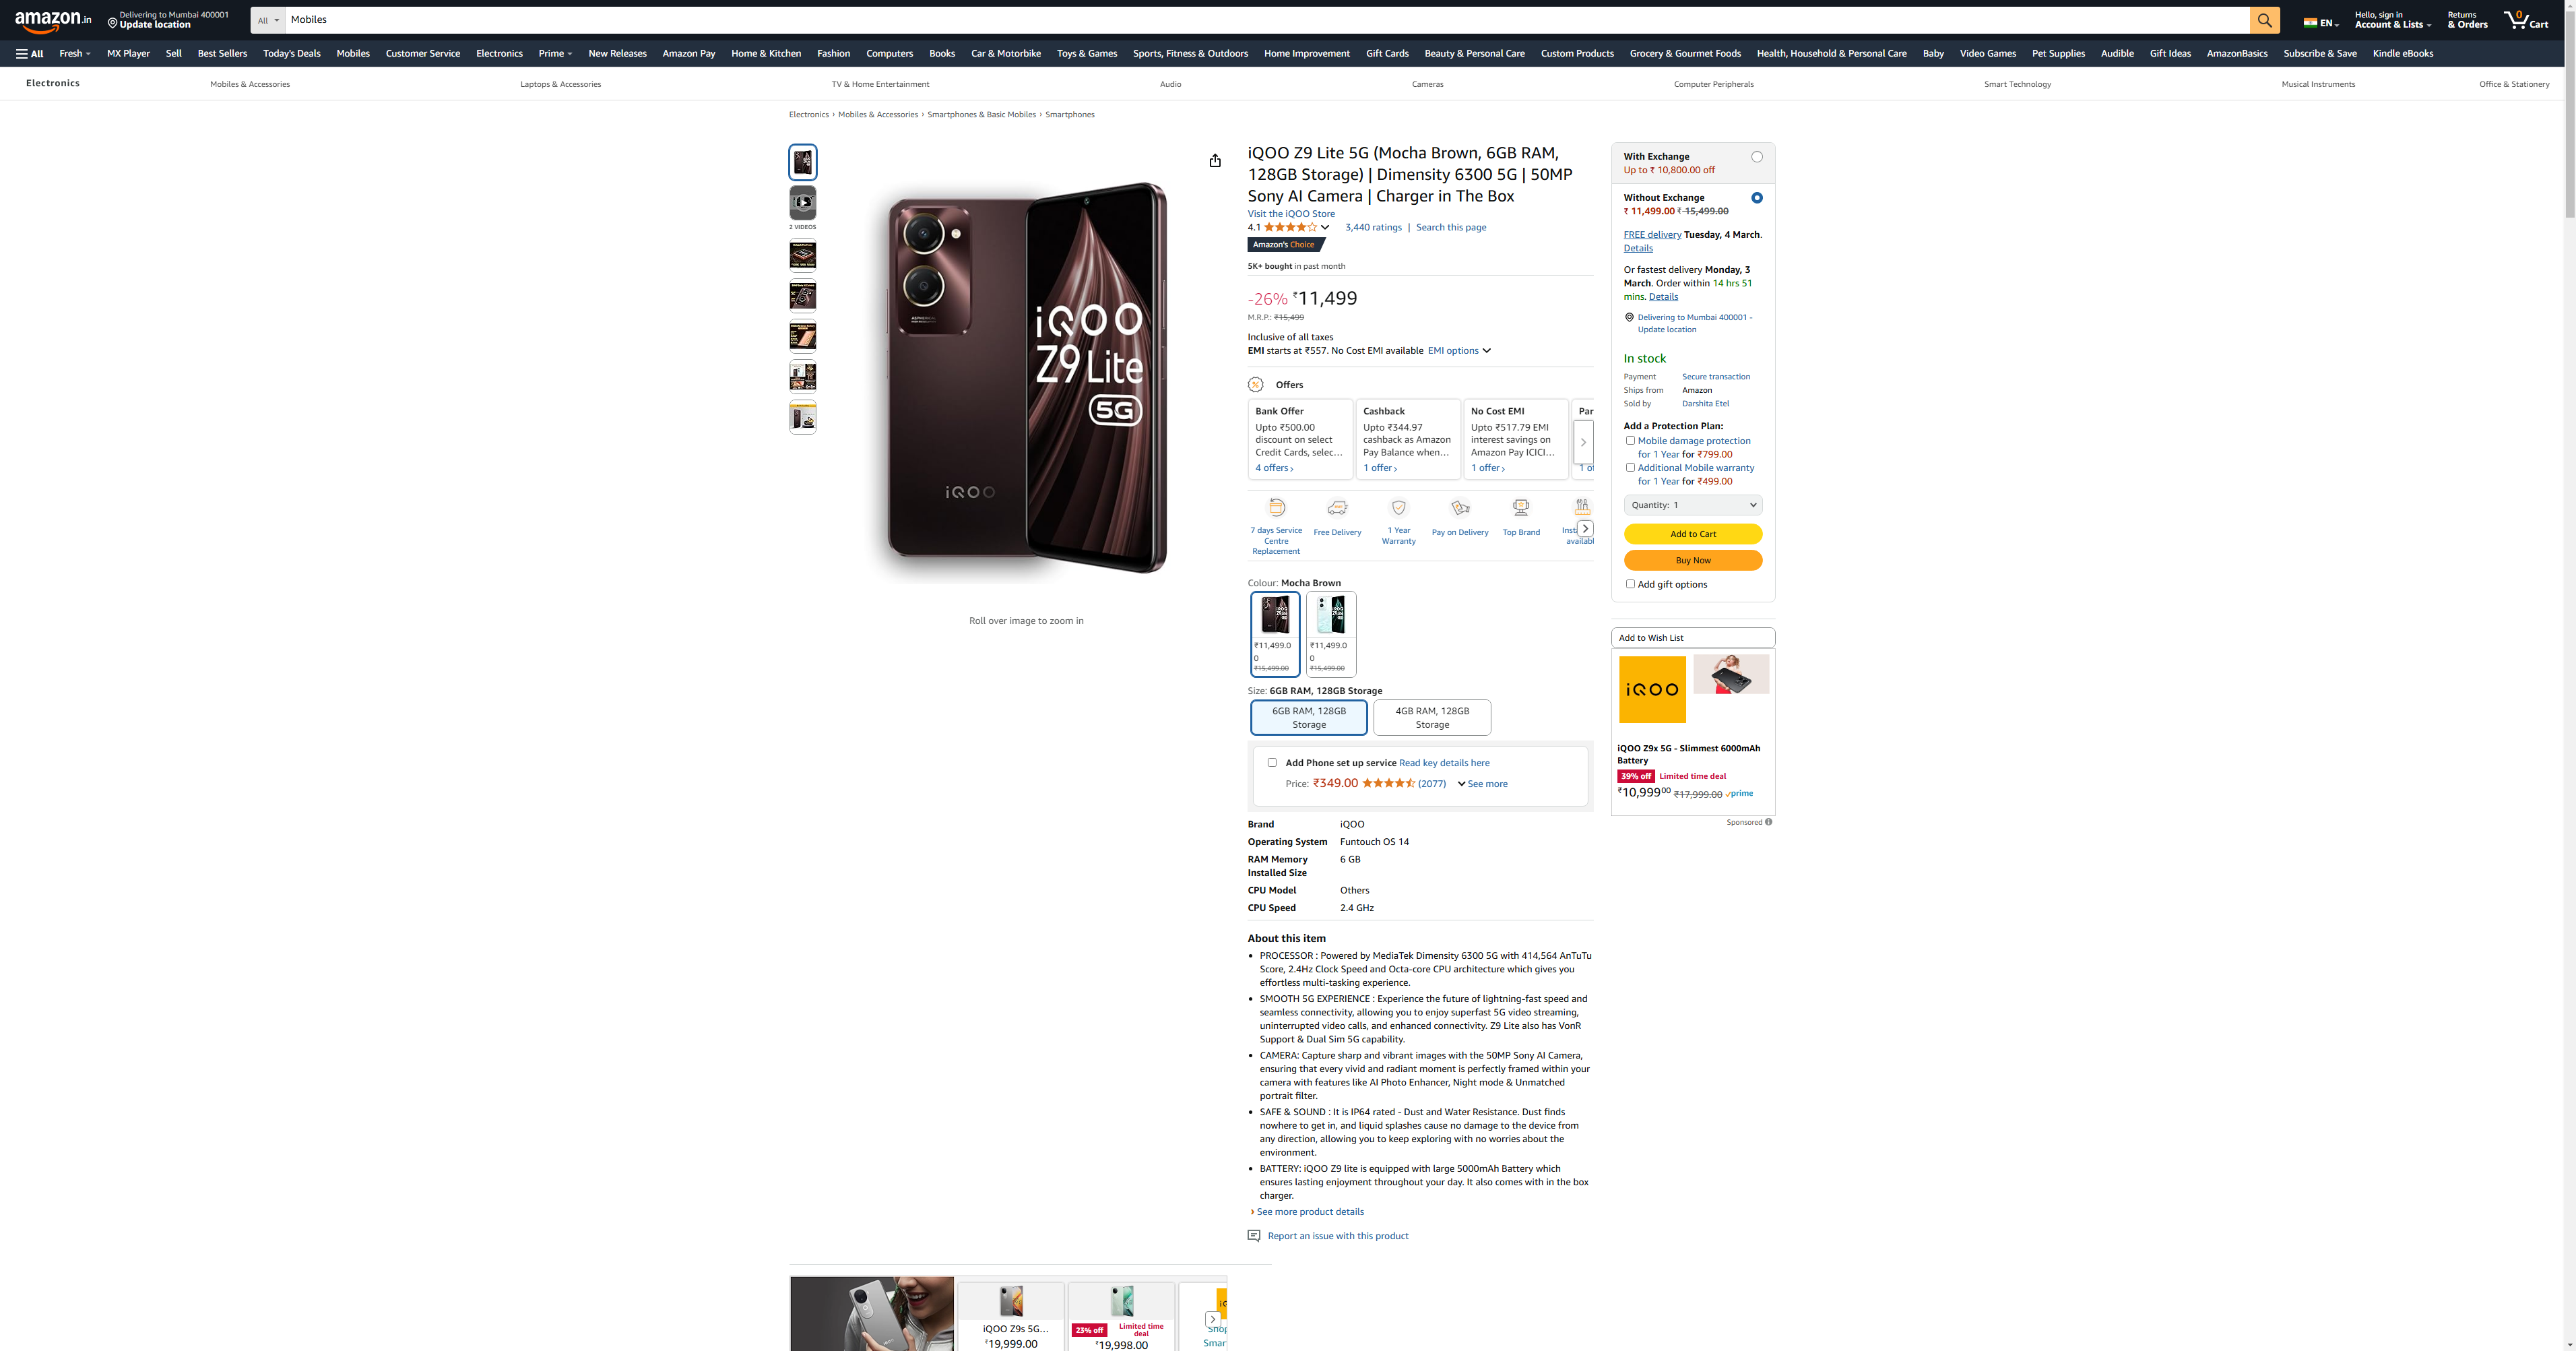 amazon.in
Delivering to Mumbai 400001
Update location
All
Mobiles
EN
Hello, sign in
Account & Lists
Returns
& Orders
0
Cart
All
Fresh
MX Player
Sell
Best Sellers
Today's Deals
Mobiles
Customer Service
Electronics
Prime
New Releases
Amazon Pay
Home & Kitchen
Fashion
Computers
Books
Car & Motorbike
Toys & Games
Sports, Fitness & Outdoors
Home Improvement
Gift Cards
Beauty & Personal Care
Custom Products
Grocery & Gourmet Foods
Health, Household & Personal Care
Baby
Video Games
Pet Supplies
Audible
Gift Ideas
AmazonBasics
Subscribe & Save
Kindle eBooks
Electronics
Mobiles & Accessories
Laptops & Accessories
TV & Home Entertainment
Audio
Cameras
Computer Peripherals
Smart Technology
Musical Instruments
Office & Stationery
Electronics › Mobiles & Accessories › Smartphones & Basic Mobiles › Smartphones
2 VIDEOS
iQOO
Z9 Lite
5G
iQOO
Roll over image to zoom in
iQOO Z9 Lite 5G (Mocha Brown, 6GB RAM,
128GB Storage) | Dimensity 6300 5G | 50MP
Sony AI Camera | Charger in The Box
Visit the iQOO Store
4.1
3,440 ratings | Search this page
Amazon's Choice
5K+ bought in past month
-26% ₹11,499
M.R.P.: ₹15,499
Inclusive of all taxes
EMI starts at ₹557. No Cost EMI available EMI options
Offers
Bank Offer
Upto ₹500.00
discount on select
Credit Cards, selec…
4 offers ›
Cashback
Upto ₹344.97
cashback as Amazon
Pay Balance when…
1 offer ›
No Cost EMI
Upto ₹517.79 EMI
interest savings on
Amazon Pay ICICI…
1 offer ›
Par
1 of
7 days Service
Centre
Replacement
Free Delivery
1 Year
Warranty
Pay on Delivery
Top Brand
Inst
availabl
Colour: Mocha Brown
₹11,499.0
0
₹15,499.00
₹11,499.0
0
₹15,499.00
Size: 6GB RAM, 128GB Storage
6GB RAM, 128GB
Storage
4GB RAM, 128GB
Storage
Add Phone set up service Read key details here
Price: ₹349.00 (2077) See more
Brand iQOO
Operating System Funtouch OS 14
RAM Memory 6 GB
Installed Size
CPU Model Others
CPU Speed 2.4 GHz
About this item
• PROCESSOR : Powered by MediaTek Dimensity 6300 5G with 414,564 AnTuTu
Score, 2.4Hz Clock Speed and Octa-core CPU architecture which gives you
effortless multi-tasking experience.
• SMOOTH 5G EXPERIENCE : Experience the future of lightning-fast speed and
seamless connectivity, allowing you to enjoy superfast 5G video streaming,
uninterrupted video calls, and enhanced connectivity. Z9 Lite also has VonR
Support & Dual Sim 5G capability.
• CAMERA: Capture sharp and vibrant images with the 50MP Sony AI Camera,
ensuring that every vivid and radiant moment is perfectly framed within your
camera with features like AI Photo Enhancer, Night mode & Unmatched
portrait filter.
• SAFE & SOUND : It is IP64 rated - Dust and Water Resistance. Dust finds
nowhere to get in, and liquid splashes cause no damage to the device from
any direction, allowing you to keep exploring with no worries about the
environment.
• BATTERY: iQOO Z9 lite is equipped with large 5000mAh Battery which
ensures lasting enjoyment throughout your day. It also comes with in the box
charger.
› See more product details
Report an issue with this product
With Exchange
Up to ₹ 10,800.00 off
Without Exchange
₹ 11,499.00 ₹ 15,499.00
FREE delivery Tuesday, 4 March.
Details
Or fastest delivery Monday, 3
March. Order within 14 hrs 51
mins. Details
Delivering to Mumbai 400001 -
Update location
In stock
Payment Secure transaction
Ships from Amazon
Sold by Darshita Etel
Add a Protection Plan:
Mobile damage protection
for 1 Year for ₹799.00
Additional Mobile warranty
for 1 Year for ₹499.00
Quantity: 1
Add to Cart
Buy Now
Add gift options
Add to Wish List
iQOO
iQOO Z9x 5G - Slimmest 6000mAh
Battery
39% off Limited time deal
₹10,999⁰⁰ ₹17,999.00 prime
Sponsored
iQOO Z9s 5G…
₹19,999.00
23% off
Limited time
deal
₹19,998.00
Shop
Smar